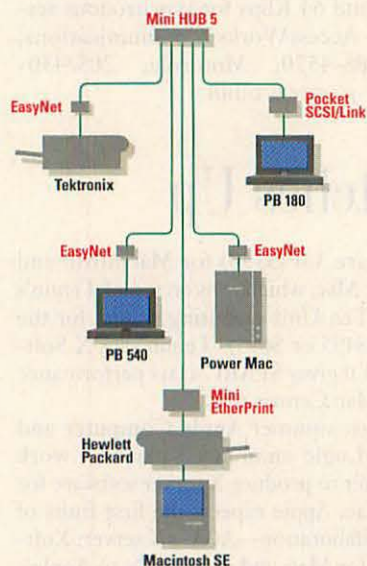 Mini HUB 5
EasyNet
Tektronix
Pocket
SCSI/Link
PB 180
EasyNet
PB 540
EasyNet
Power Mac
Mini
EtherPrint
Hewlett
Packard
Macintosh SE